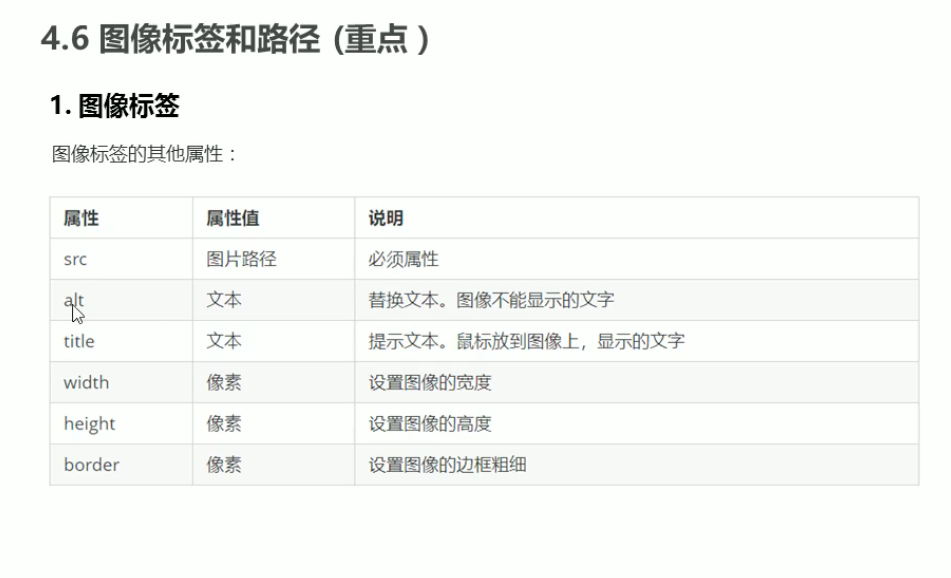 4.6 图像标签和路径 (重点 )
1. 图像标签
图像标签的其他属性：
属性 属性值 说明
src 图片路径 必须属性
alt 文本 替换文本。图像不能显示的文字
title 文本 提示文本。鼠标放到图像上，显示的文字
width 像素 设置图像的宽度
height 像素 设置图像的高度
border 像素 设置图像的边框粗细